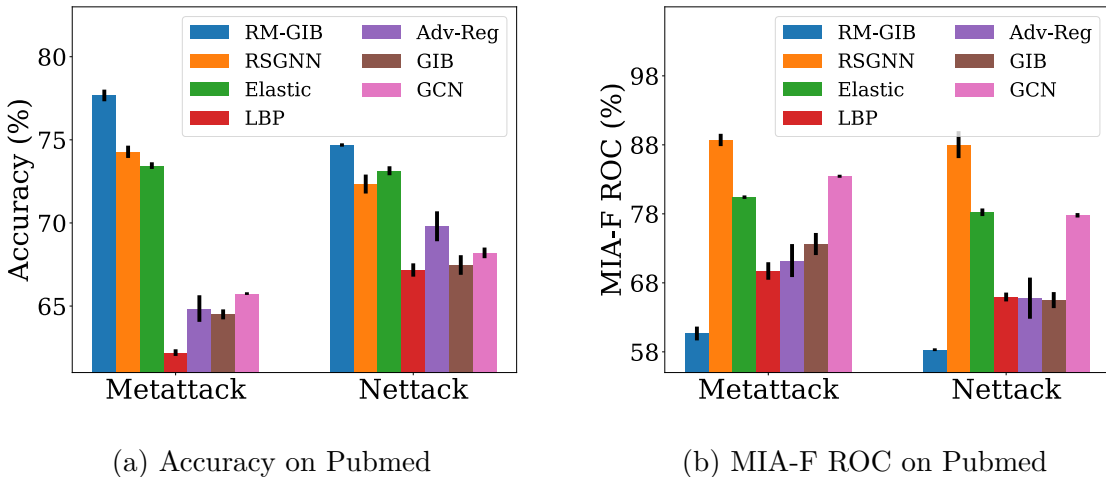 Accuracy (%)
80
75
70
65
RM-GIB
RSGNN
Elastic
LBP
Adv-Reg
GIB
GCN
Metattack
Nettack
(a) Accuracy on Pubmed
MIA-F ROC (%)
98
88
78
68
58
RM-GIB
RSGNN
Elastic
LBP
Adv-Reg
GIB
GCN
Metattack
Nettack
(b) MIA-F ROC on Pubmed